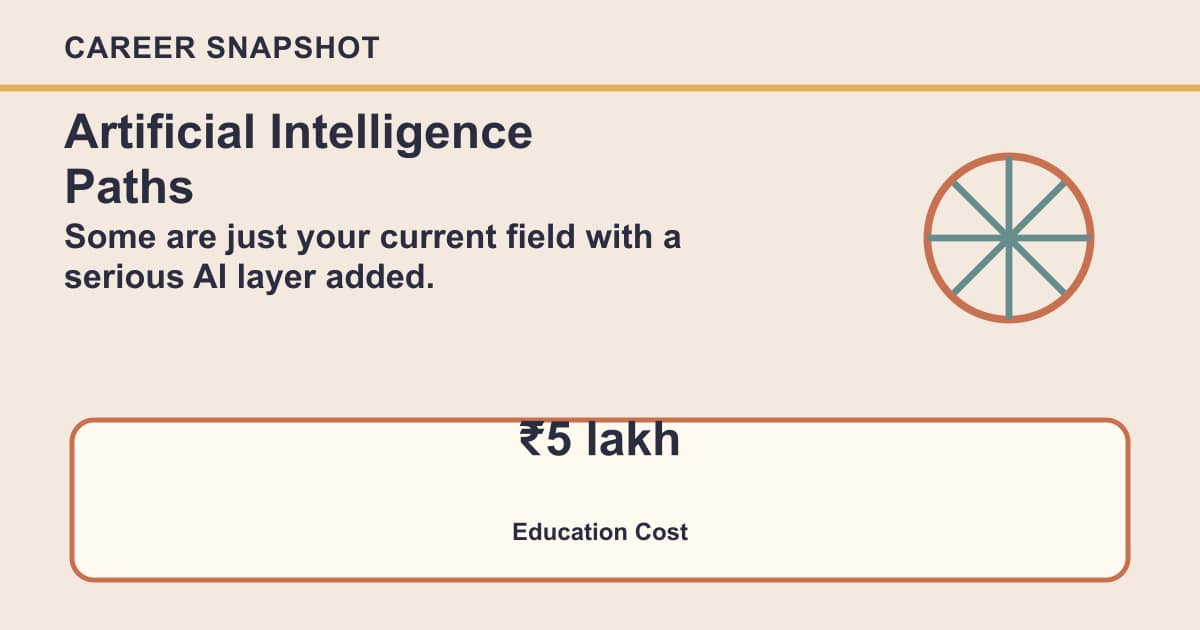 CAREER SNAPSHOT
Artificial Intelligence
Paths
Some are just your current field with a
serious AI layer added.
₹5 lakh
Education Cost